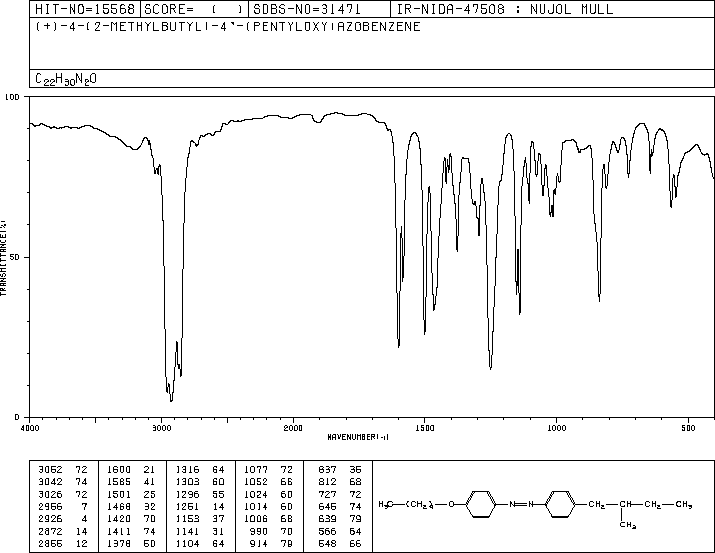 HIT-NO=15568 SCORE= ( ) SDBS-NO=31471 IR-NIDA-47508 : NUJOL MULL
(+)-4-(2-METHYLBUTYL)-4'-(PENTYLOXY)AZOBENZENE
C22H30N2O
100
TRANSMITTANCE(%)
50
0
4000 3000 2000 1500 1000 500
WAVENUMBER(-1)
3062 72 1600 21 1316 64 1077 72 837 35
3042 74 1585 41 1303 60 1052 66 812 68
3026 72 1501 25 1296 55 1024 60 727 72
2956 7 1468 32 1251 14 1014 60 645 74
2926 4 1420 70 1153 37 1006 68 639 79
2872 14 1411 74 1141 31 990 70 566 64
2855 12 1378 50 1104 64 914 79 548 66
H3C—(CH2)4—O N=N CH2—CH—CH2—CH3
CH3